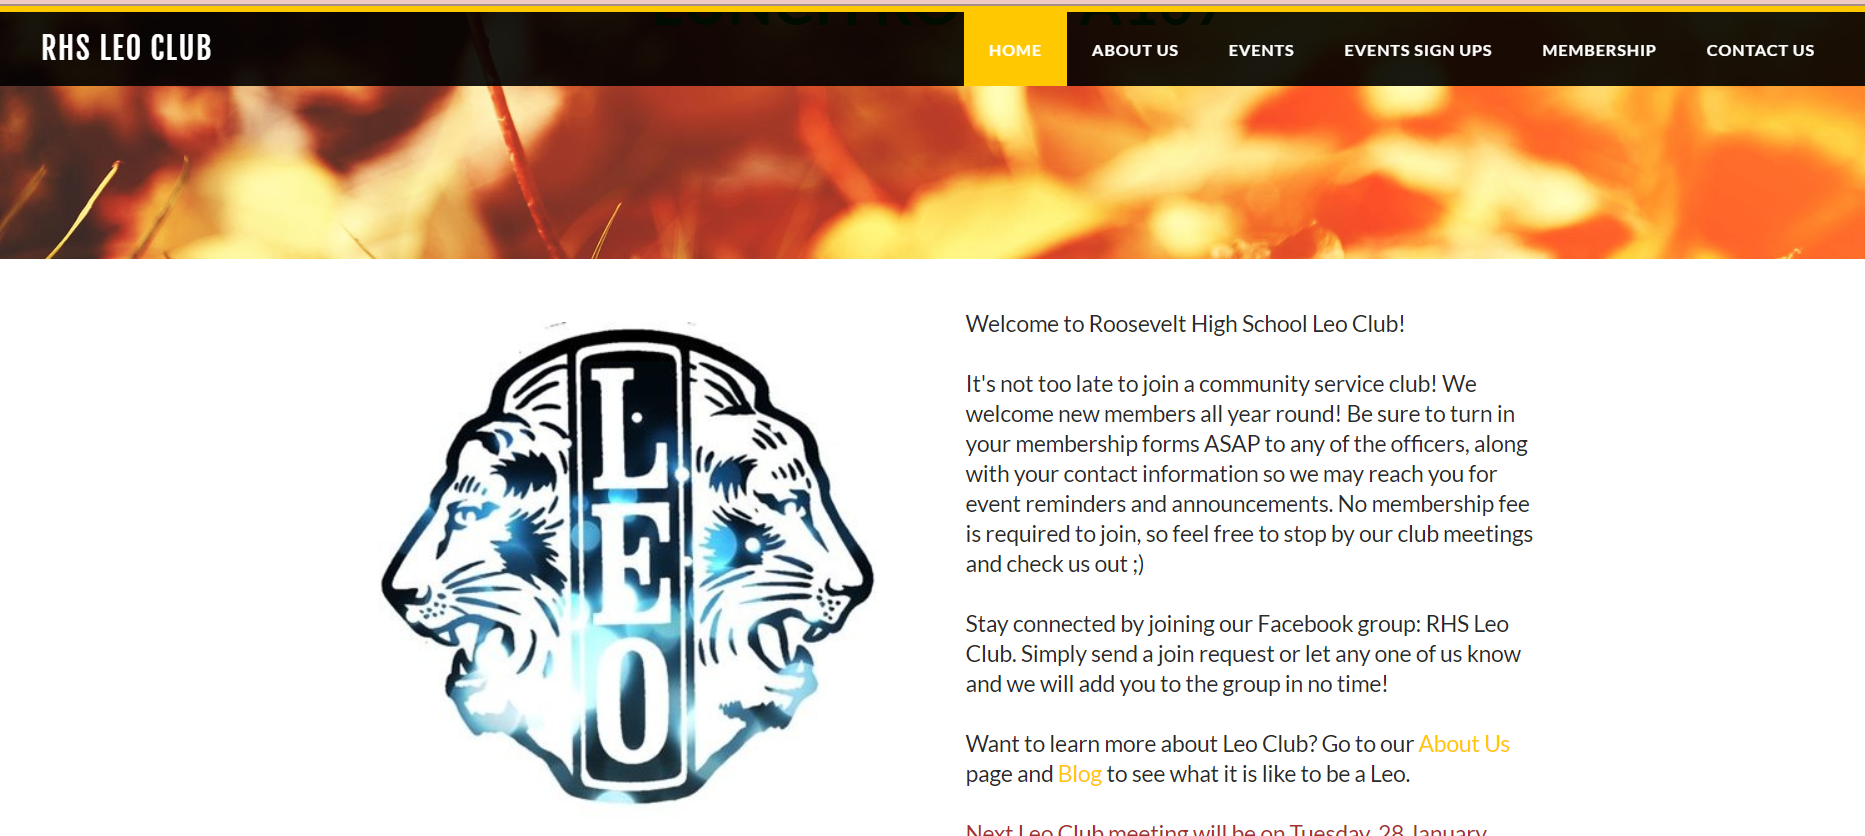 RHS LEO CLUB
HOME
ABOUT US
EVENTS
EVENTS SIGN UPS
MEMBERSHIP
CONTACT US
LEO
Welcome to Roosevelt High School Leo Club!
It's not too late to join a community service club! We
welcome new members all year round! Be sure to turn in
your membership forms ASAP to any of the officers, along
with your contact information so we may reach you for
event reminders and announcements. No membership fee
is required to join, so feel free to stop by our club meetings
and check us out ;)
Stay connected by joining our Facebook group: RHS Leo
Club. Simply send a join request or let any one of us know
and we will add you to the group in no time!
Want to learn more about Leo Club? Go to our About Us
page and Blog to see what it is like to be a Leo.
Next Leo Club meeting will be on Tuesday, 28 January